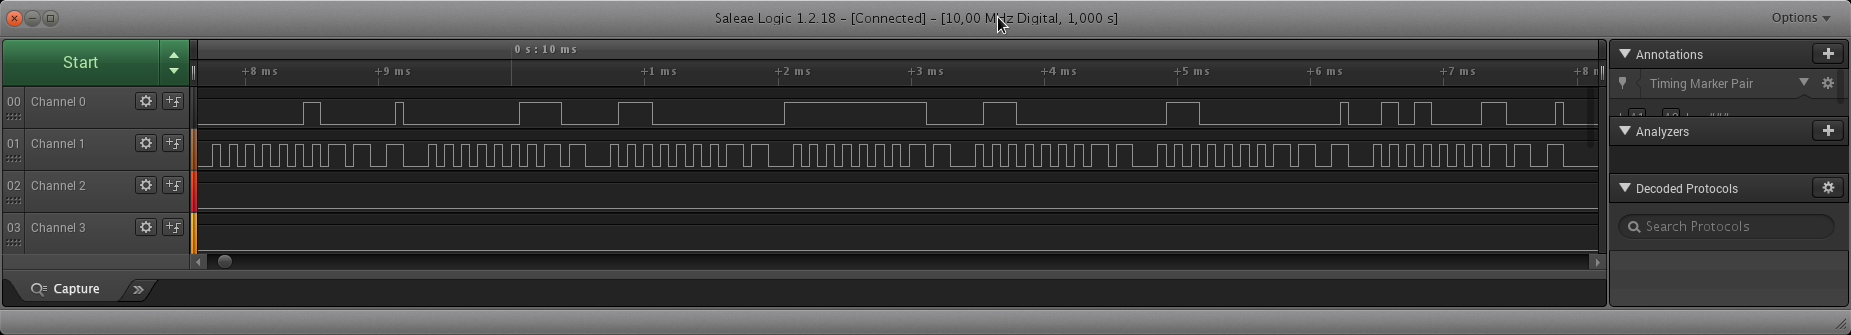 Saleae Logic 1.2.18 - [Connected] - [10,00 MHz Digital, 1,000 s]
Options
Start
0 s : 10 ms
+8 ms +9 ms +1 ms +2 ms +3 ms +4 ms +5 ms +6 ms +7 ms
00 Channel 0
01 Channel 1
02 Channel 2
03 Channel 3
Capture
Annotations
Timing Marker Pair
Analyzers
Decoded Protocols
Search Protocols